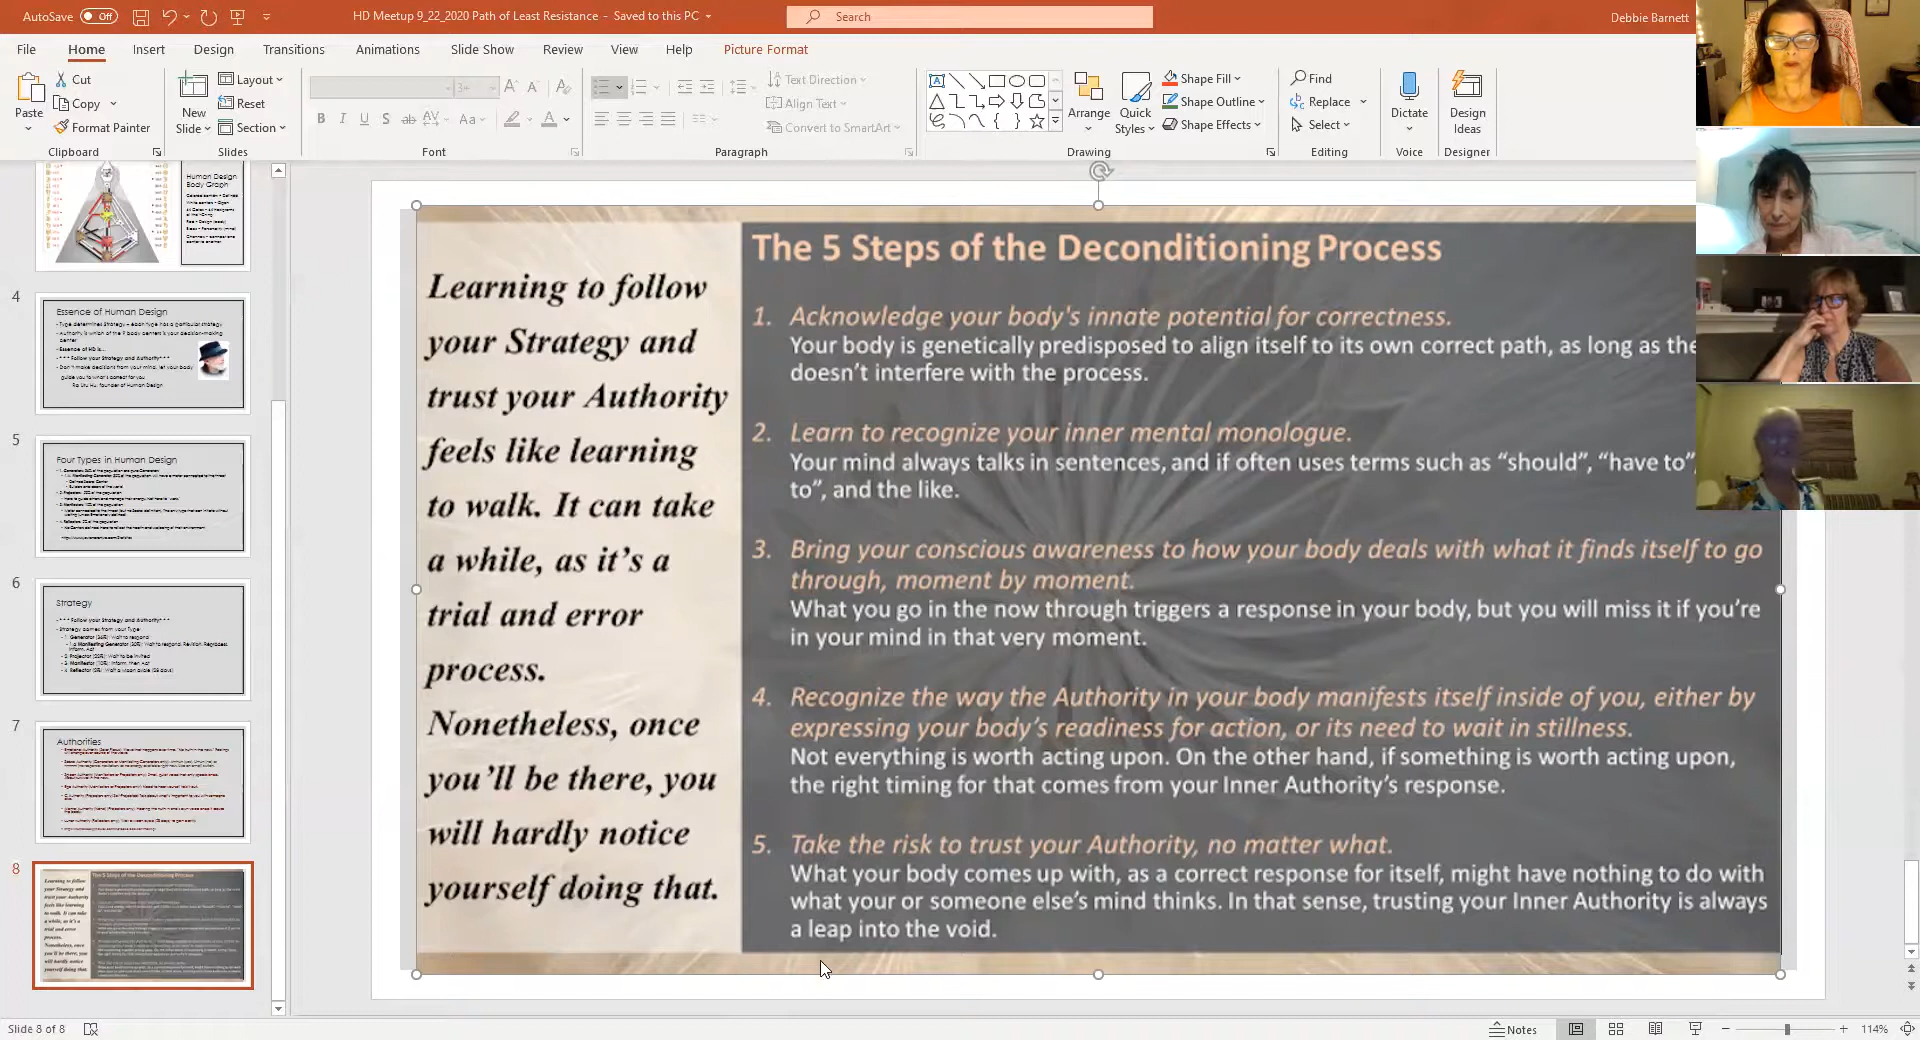 AutoSave Off
HD Meetup 9_22_2020 Path of Least Resistance - Saved to this PC
Search
Debbie Barnett
File Home Insert Design Transitions Animations Slide Show Review View Help Picture Format
Paste
Cut
Copy
Format Painter
Clipboard
New
Slide
Layout
Reset
Section
Slides
Font
Text Direction
Align Text
Convert to SmartArt
Paragraph
Arrange
Quick
Styles
Shape Fill
Shape Outline
Shape Effects
Drawing
Find
Replace
Select
Editing
Dictate
Voice
Design
Ideas
Designer
Human Design
Body Graph
4
Essence of Human Design
5
Four Types in Human Design
6
Strategy
7
Authorities
8
Learning to follow
your Strategy and
trust your Authority
feels like learning
to walk. It can take
a while, as it's a
trial and error
process.
Nonetheless, once
you'll be there, you
will hardly notice
yourself doing that.
The 5 Steps of the Deconditioning Process
1. Acknowledge your body's innate potential for correctness.
Your body is genetically predisposed to align itself to its own correct path, as long as the
doesn't interfere with the process.
2. Learn to recognize your inner mental monologue.
Your mind always talks in sentences, and if often uses terms such as “should”, “have to”,
to”, and the like.
3. Bring your conscious awareness to how your body deals with what it finds itself to go
through, moment by moment.
What you go in the now through triggers a response in your body, but you will miss it if you're
in your mind in that very moment.
4. Recognize the way the Authority in your body manifests itself inside of you, either by
expressing your body's readiness for action, or its need to wait in stillness.
Not everything is worth acting upon. On the other hand, if something is worth acting upon,
the right timing for that comes from your Inner Authority's response.
5. Take the risk to trust your Authority, no matter what.
What your body comes up with, as a correct response for itself, might have nothing to do with
what your or someone else's mind thinks. In that sense, trusting your Inner Authority is always
a leap into the void.
Slide 8 of 8
Notes
114%